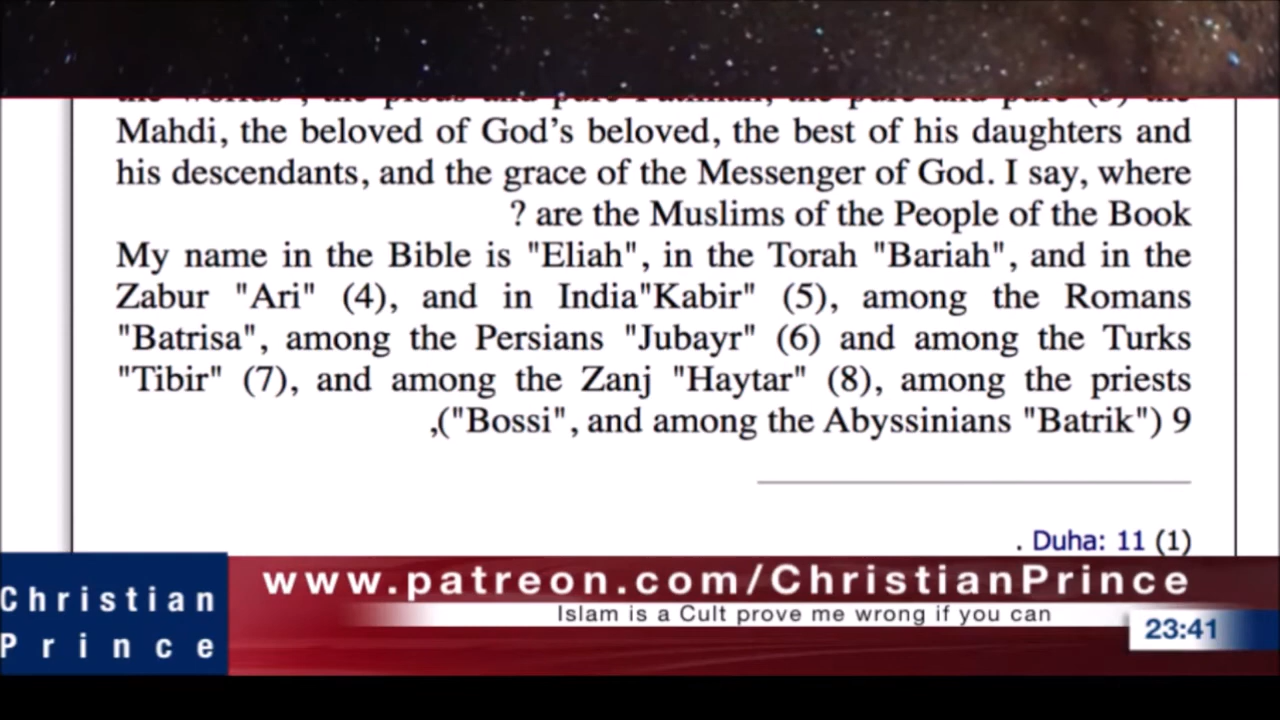 Mahdi, the beloved of God's beloved, the best of his daughters and
his descendants, and the grace of the Messenger of God. I say, where
? are the Muslims of the People of the Book
My name in the Bible is "Eliah", in the Torah "Bariah", and in the
Zabur "Ari" (4), and in India"Kabir" (5), among the Romans
"Batrisa", among the Persians "Jubayr" (6) and among the Turks
"Tibir" (7), and among the Zanj "Haytar" (8), among the priests
,("Bossi", and among the Abyssinians "Batrik") 9
. Duha: 11 (1)
www.patreon.com/ChristianPrince
Islam is a Cult prove me wrong if you can
Christian
Prince
23:41